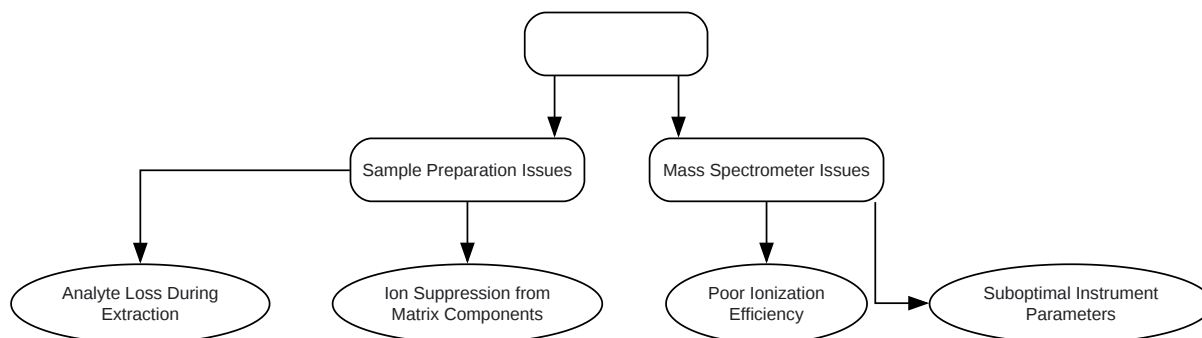 Sample Preparation Issues
Mass Spectrometer Issues
Analyte Loss During
Extraction
Ion Suppression from
Matrix Components
Poor Ionization
Efficiency
Suboptimal Instrument
Parameters